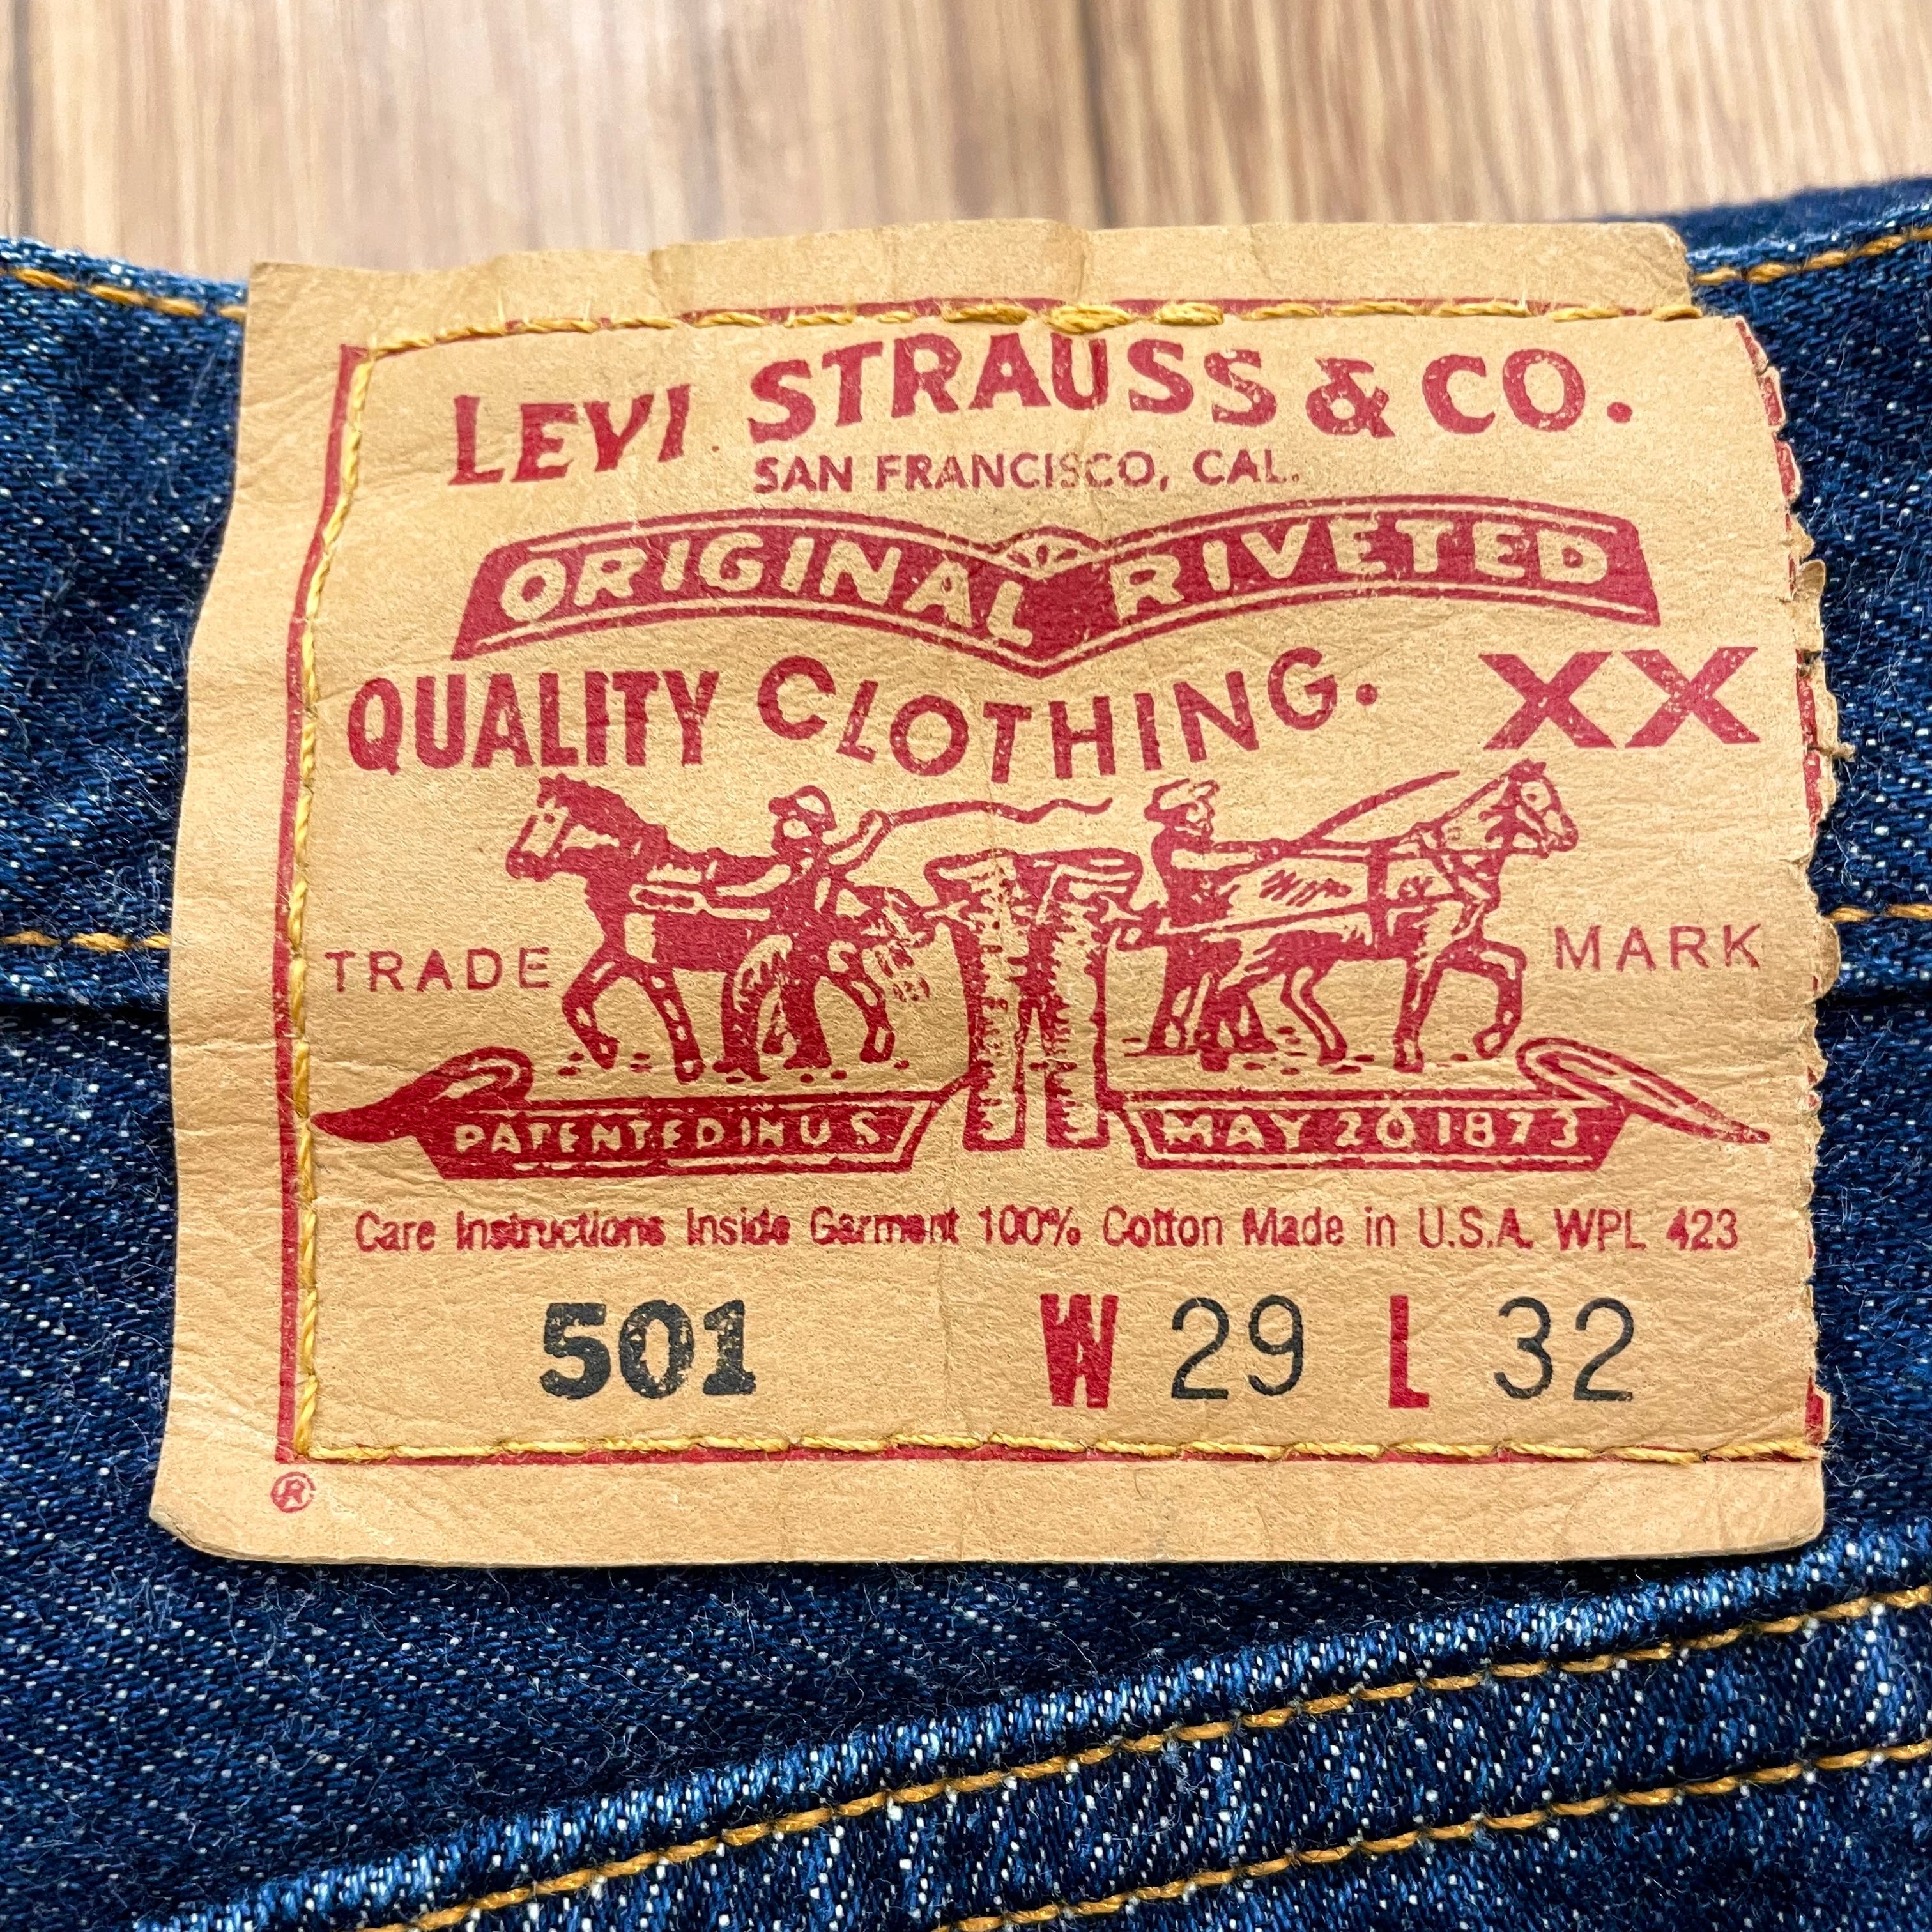 LEVI STRAUSS & CO.
SAN FRANCISCO, CAL.
ORIGINAL RIVETED
QUALITY CLOTHING. XX
TRADE MARK
PATENTED IN U S. MAY 20 1873
Care Instructions Inside Garment 100% Cotton Made in U.S.A. WPL 423
501 W 29 L 32
®